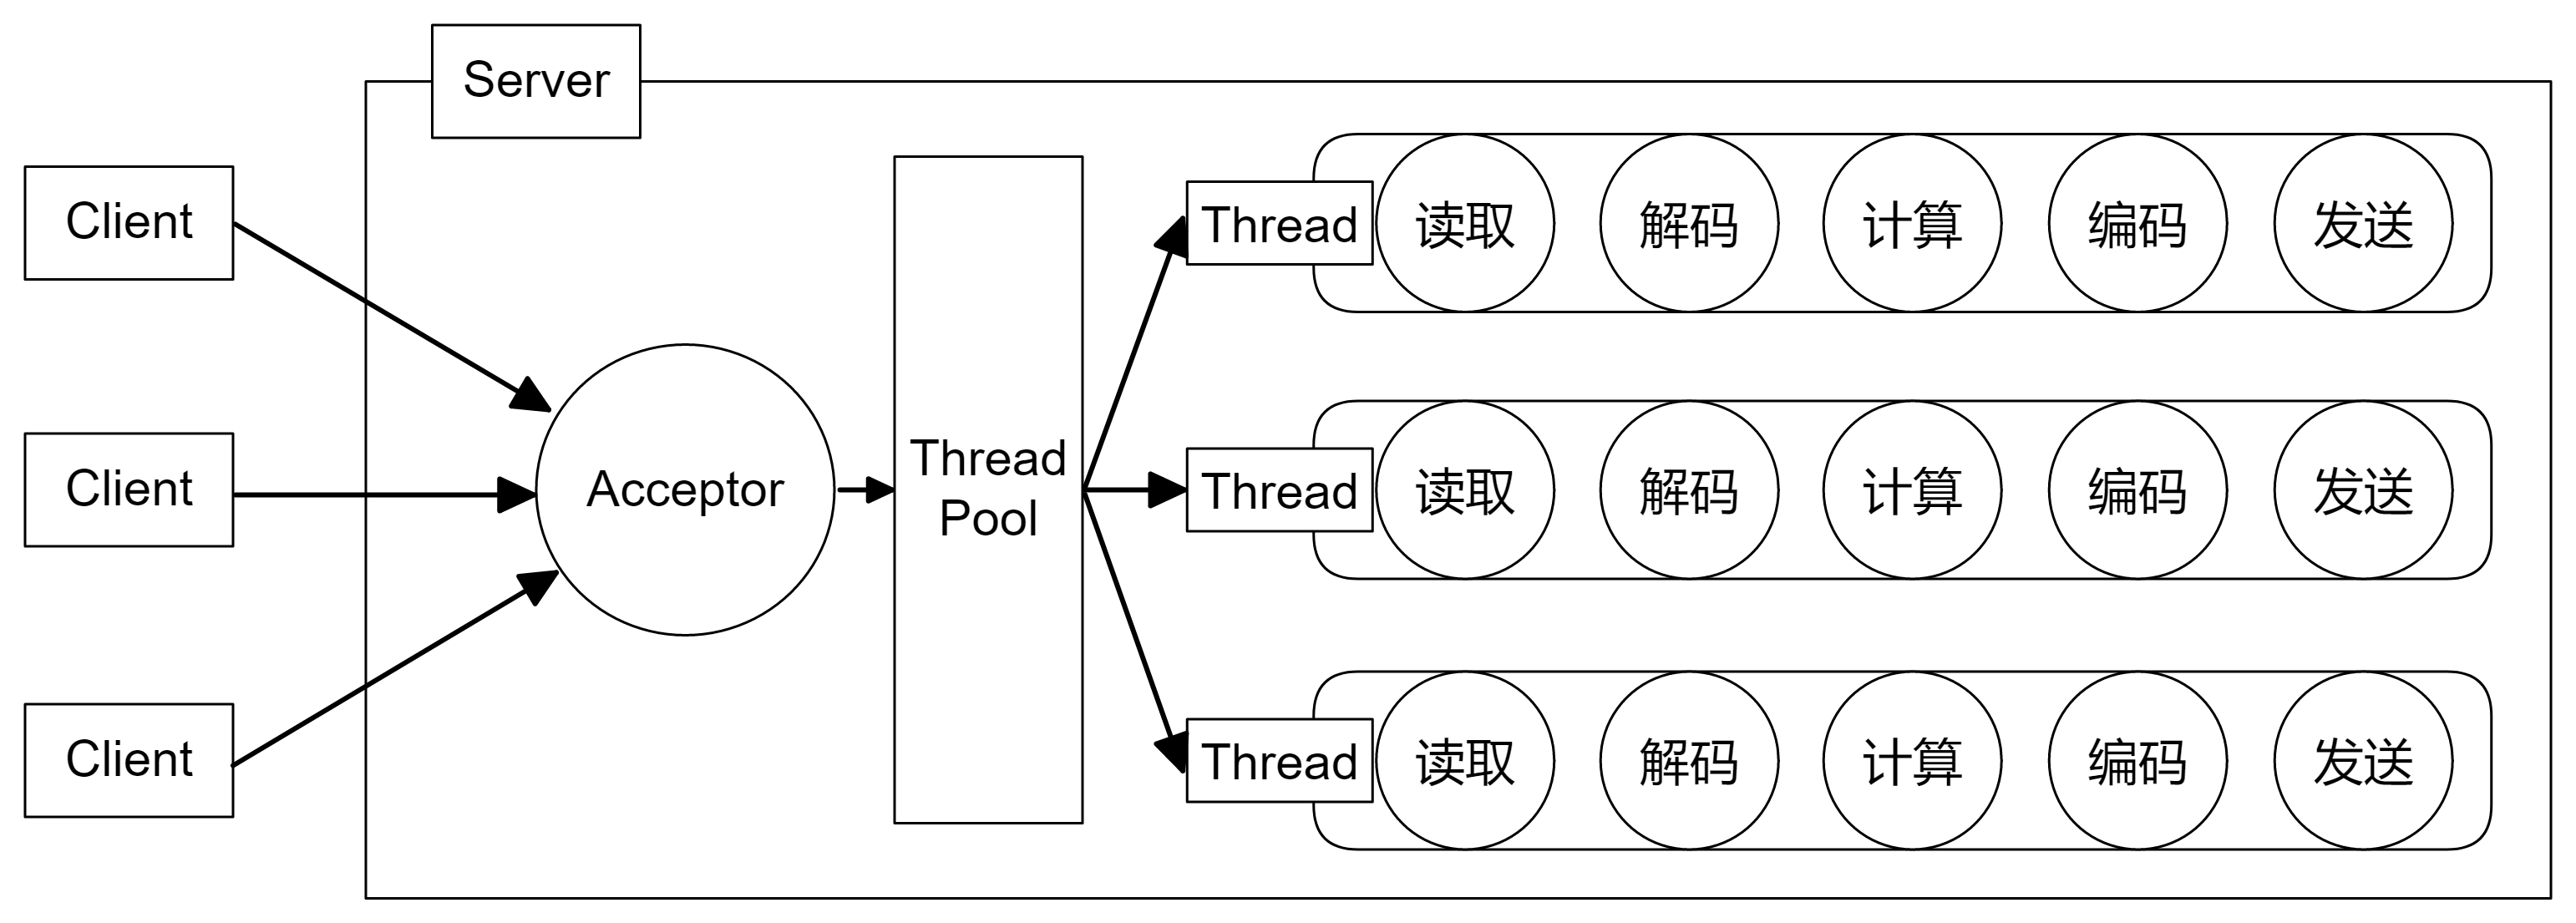 Server
Client
Client
Client
Acceptor
Thread
Pool
Thread
读取
解码
计算
编码
发送
Thread
读取
解码
计算
编码
发送
Thread
读取
解码
计算
编码
发送